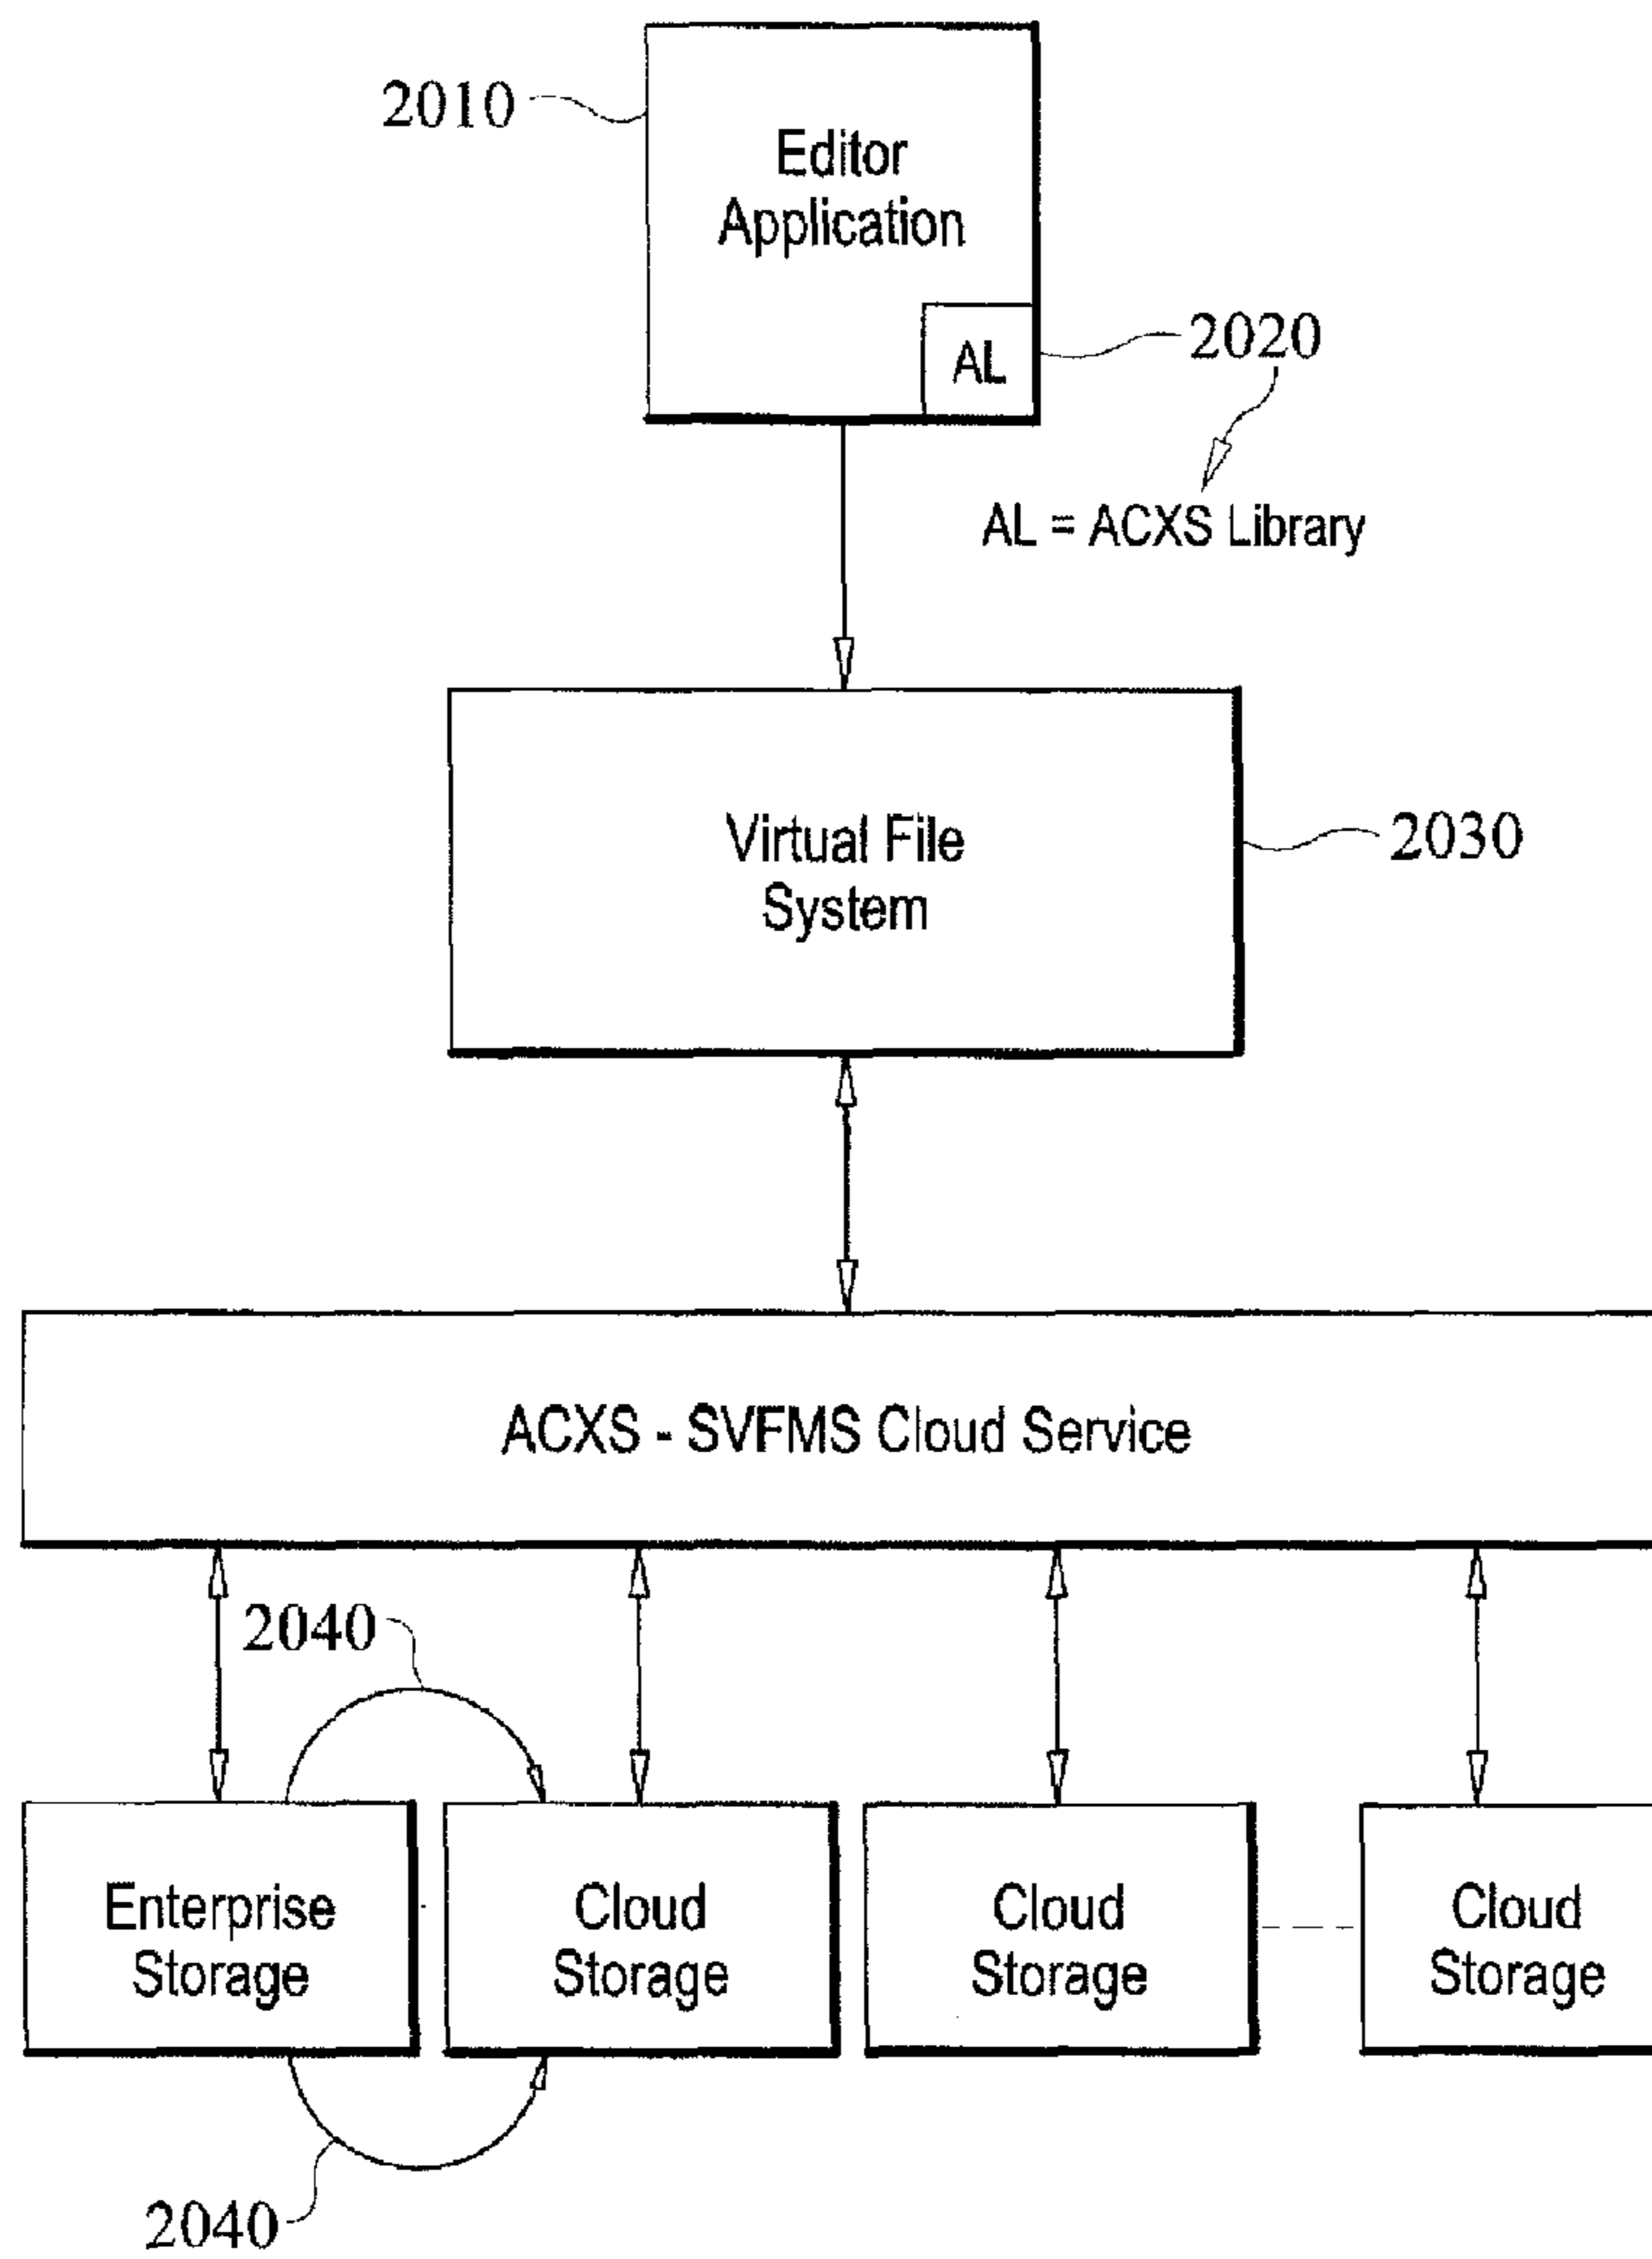 2010
Editor
Application
AL
2020
AL = ACXS Library
Virtual File
System
2030
ACXS - SVFMS Cloud Service
2040
Enterprise
Storage
Cloud
Storage
Cloud
Storage
Cloud
Storage
2040